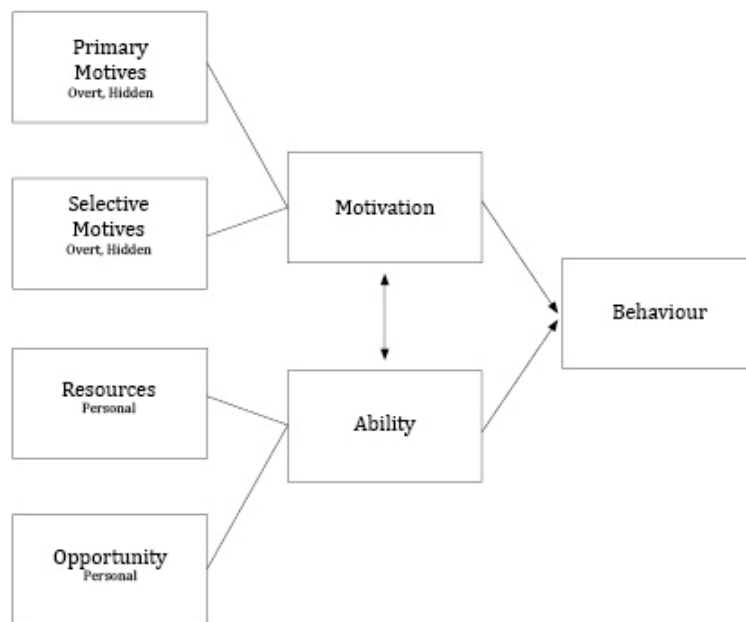 Primary
Motives
Overt, Hidden
Selective
Motives
Overt, Hidden
Motivation
Behaviour
Resources
Personal
Ability
Opportunity
Personal